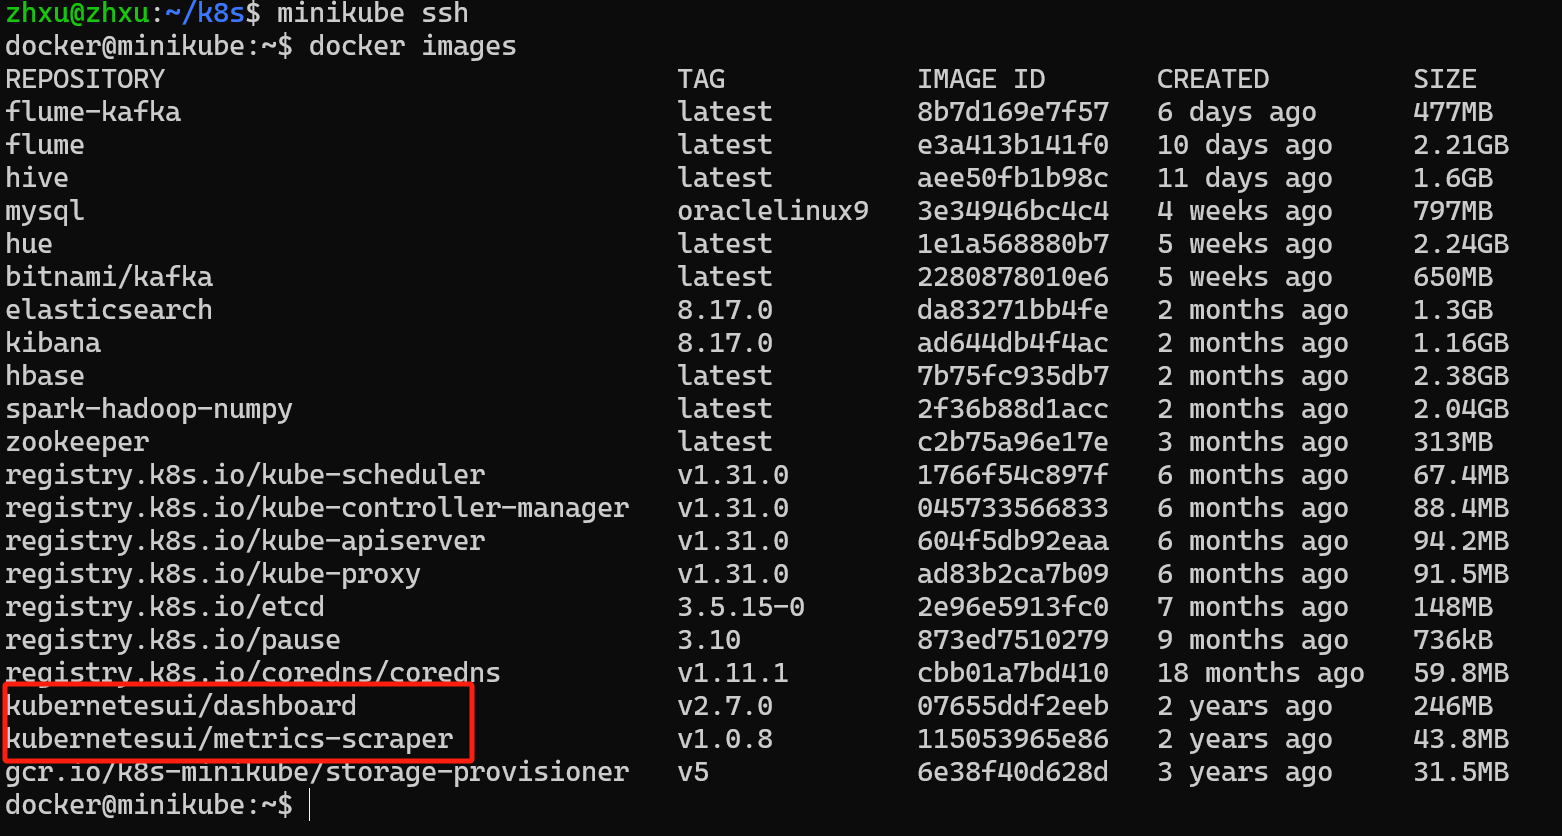 zhxu@zhxu:~/k8s$ minikube ssh
docker@minikube:~$ docker images
REPOSITORY TAG IMAGE ID CREATED SIZE
flume-kafka latest 8b7d169e7f57 6 days ago 477MB
flume latest e3a413b141f0 10 days ago 2.21GB
hive latest aee50fb1b98c 11 days ago 1.6GB
mysql oraclelinux9 3e34946bc4c4 4 weeks ago 797MB
hue latest 1e1a568880b7 5 weeks ago 2.24GB
bitnami/kafka latest 2280878010e6 5 weeks ago 650MB
elasticsearch 8.17.0 da83271bb4fe 2 months ago 1.3GB
kibana 8.17.0 ad644db4f4ac 2 months ago 1.16GB
hbase latest 7b75fc935db7 2 months ago 2.38GB
spark-hadoop-numpy latest 2f36b88d1acc 2 months ago 2.04GB
zookeeper latest c2b75a96e17e 3 months ago 313MB
registry.k8s.io/kube-scheduler v1.31.0 1766f54c897f 6 months ago 67.4MB
registry.k8s.io/kube-controller-manager v1.31.0 045733566833 6 months ago 88.4MB
registry.k8s.io/kube-apiserver v1.31.0 604f5db92eaa 6 months ago 94.2MB
registry.k8s.io/kube-proxy v1.31.0 ad83b2ca7b09 6 months ago 91.5MB
registry.k8s.io/etcd 3.5.15-0 2e96e5913fc0 7 months ago 148MB
registry.k8s.io/pause 3.10 873ed7510279 9 months ago 736kB
registry.k8s.io/coredns/coredns v1.11.1 cbb01a7bd410 18 months ago 59.8MB
kubernetesui/dashboard v2.7.0 07655ddf2eeb 2 years ago 246MB
kubernetesui/metrics-scraper v1.0.8 115053965e86 2 years ago 43.8MB
gcr.io/k8s-minikube/storage-provisioner v5 6e38f40d628d 3 years ago 31.5MB
docker@minikube:~$